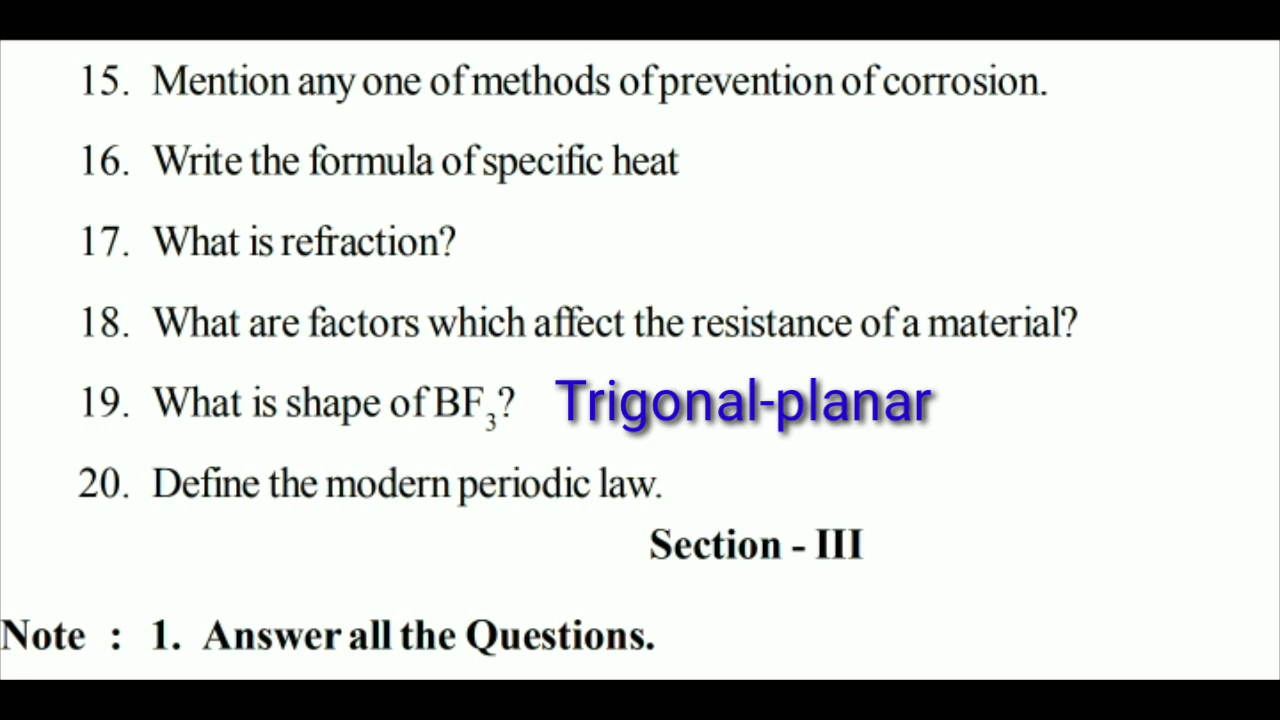 15. Mention any one of methods of prevention of corrosion.
16. Write the formula of specific heat
17. What is refraction?
18. What are factors which affect the resistance of a material?
19. What is shape of BF₃? Trigonal-planar
20. Define the modern periodic law.
Section - III
Note : 1. Answer all the Questions.